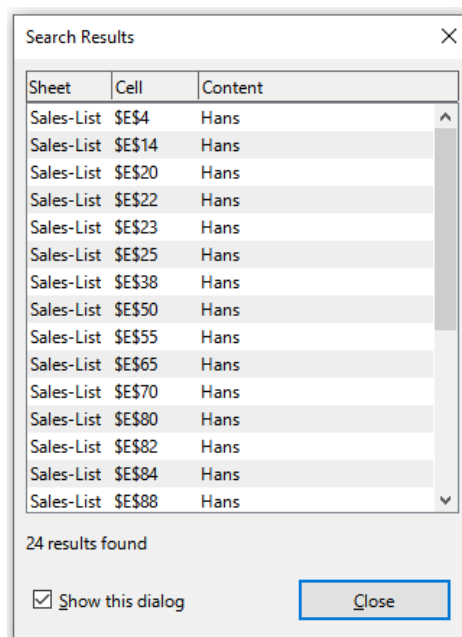 Search Results
Sheet Cell Content
Sales-List $E$4 Hans
Sales-List $E$14 Hans
Sales-List $E$20 Hans
Sales-List $E$22 Hans
Sales-List $E$23 Hans
Sales-List $E$25 Hans
Sales-List $E$38 Hans
Sales-List $E$50 Hans
Sales-List $E$55 Hans
Sales-List $E$65 Hans
Sales-List $E$70 Hans
Sales-List $E$80 Hans
Sales-List $E$82 Hans
Sales-List $E$84 Hans
Sales-List $E$88 Hans
24 results found
Show this dialog Close